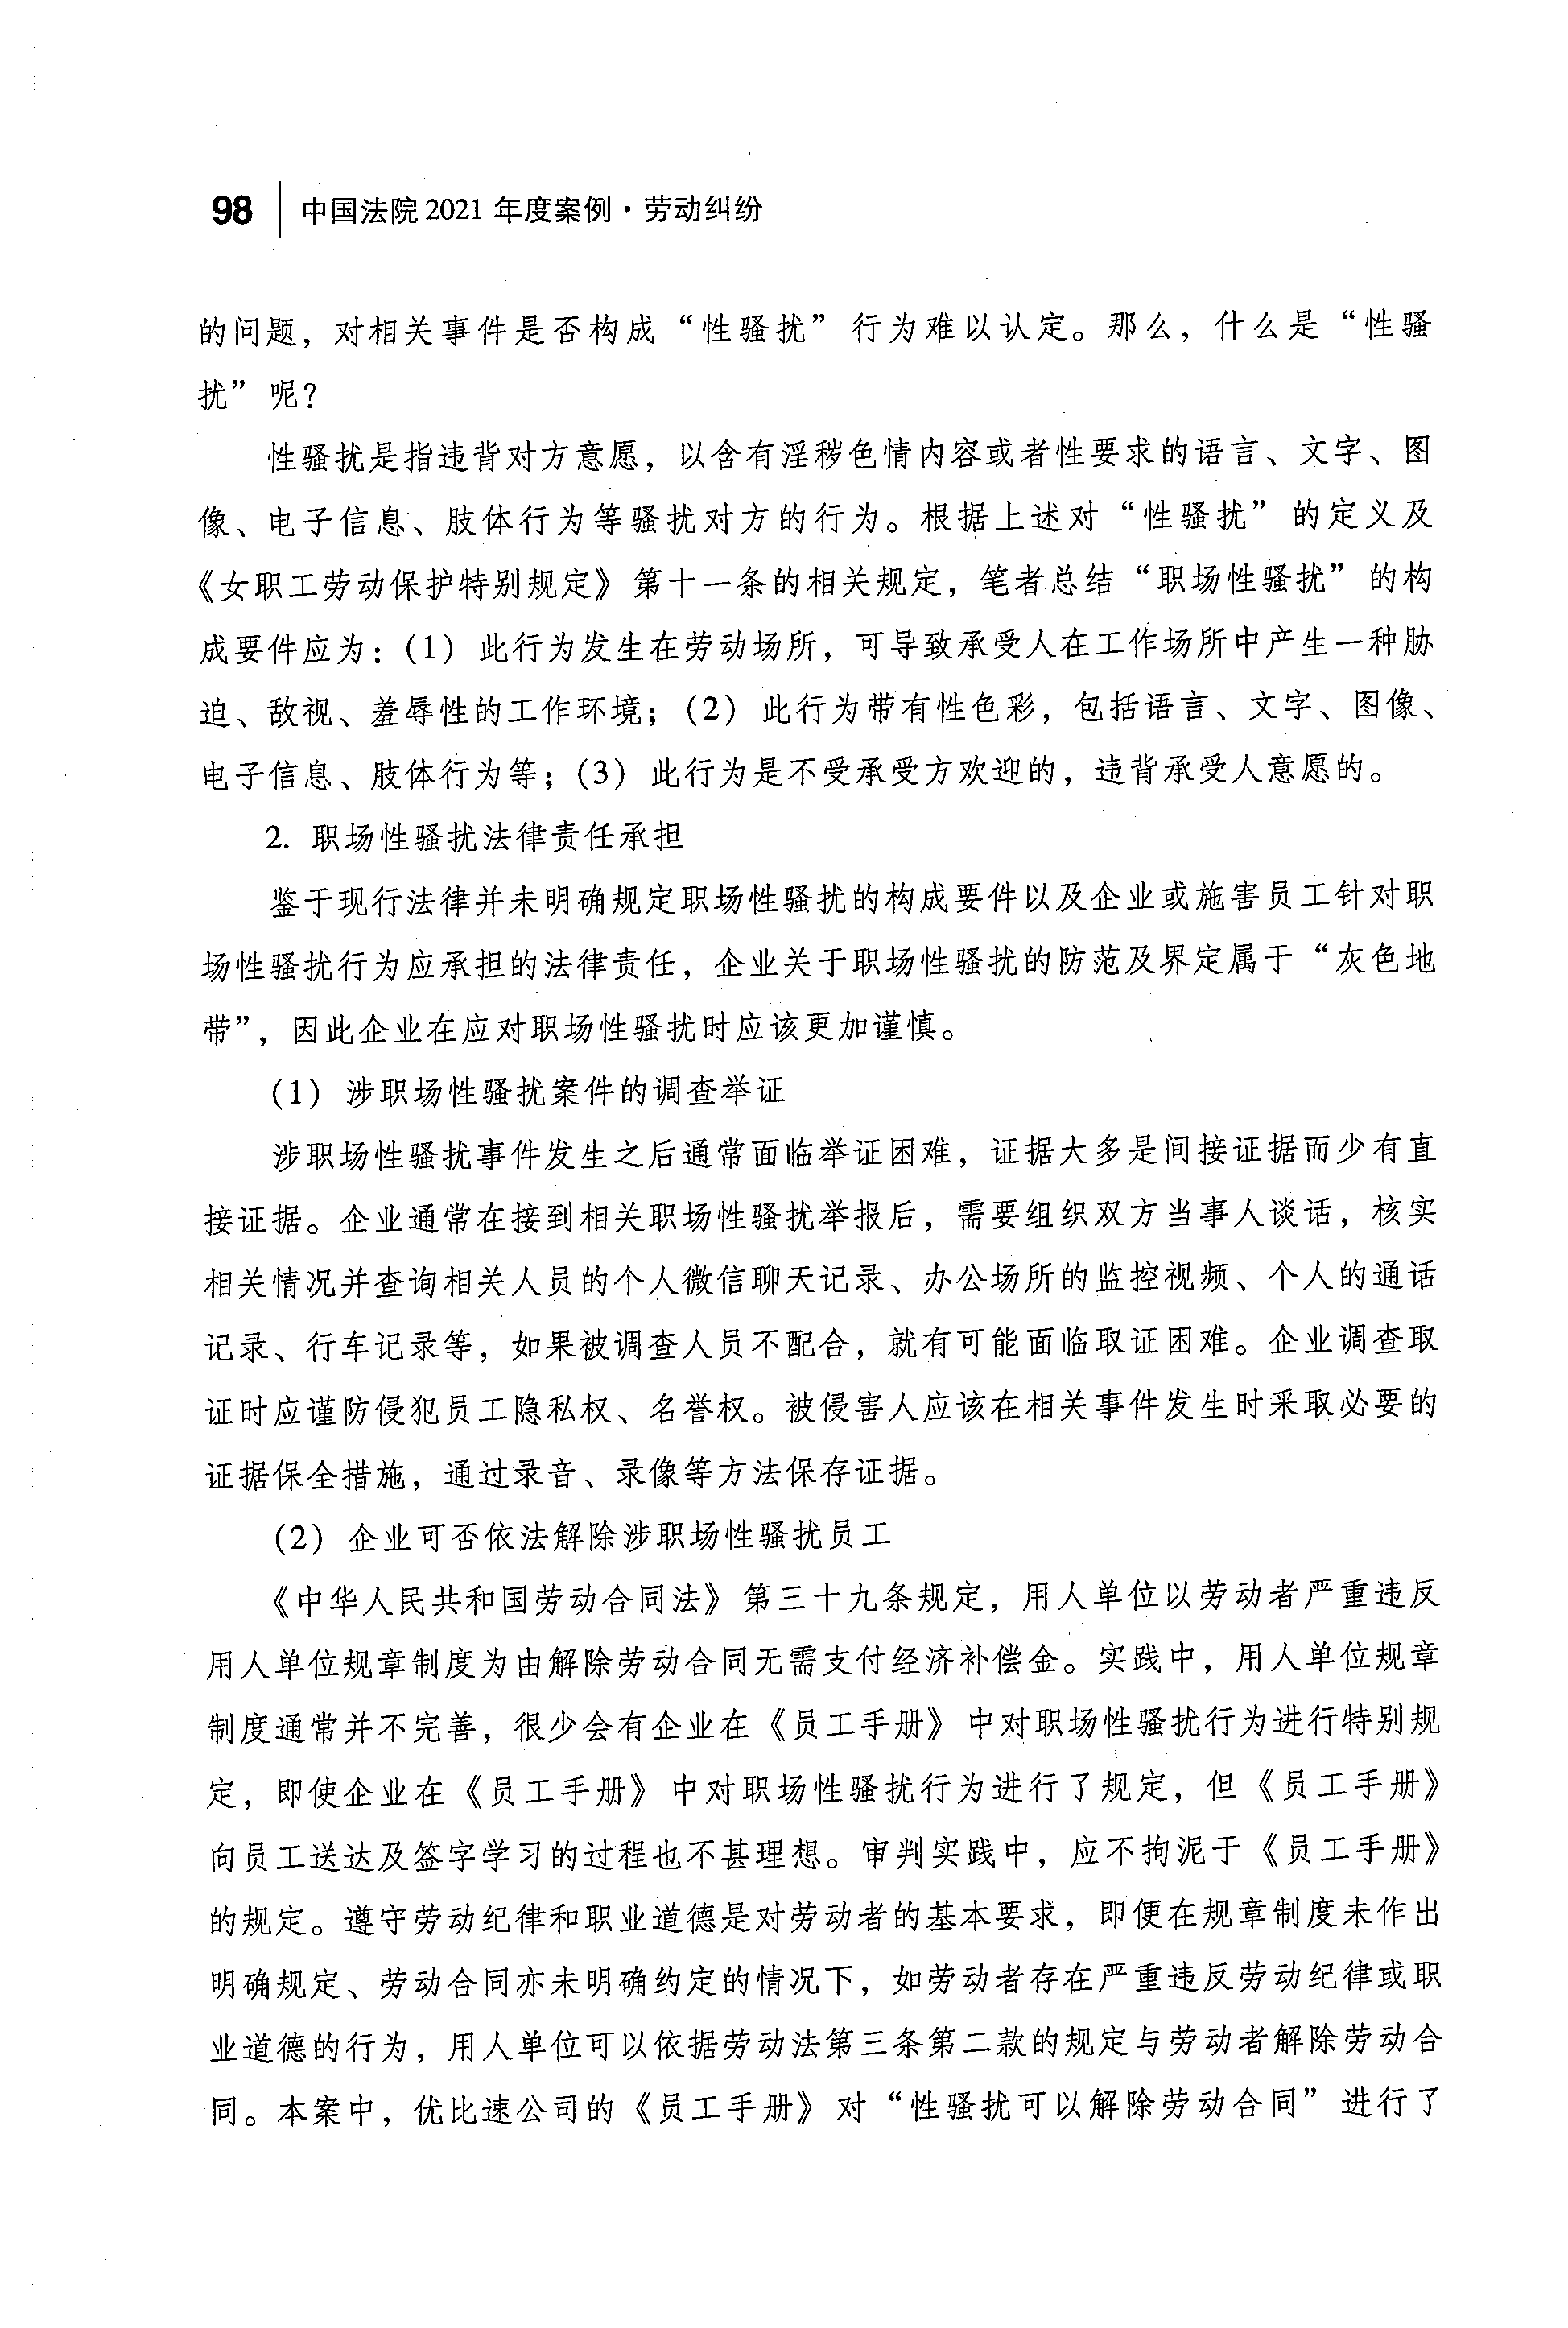 98 中国法院2021年度案例·劳动纠纷
的问题，对相关事件是否构成“性骚扰”行为难以认定。那么，什么是“性骚
扰”呢？
性骚扰是指违背对方意愿，以含有淫秽色情内容或者性要求的语言、文字、图
像、电子信息、肢体行为等骚扰对方的行为。根据上述对“性骚扰”的定义及
《女职工劳动保护特别规定》第十一条的相关规定，笔者总结“职场性骚扰”的构
成要件应为：（1）此行为发生在劳动场所，可导致承受人在工作场所中产生一种胁
迫、敌视、羞辱性的工作环境；（2）此行为带有性色彩，包括语言、文字、图像、
电子信息、肢体行为等；（3）此行为是不受承受方欢迎的，违背承受人意愿的。
2. 职场性骚扰法律责任承担
鉴于现行法律并未明确规定职场性骚扰的构成要件以及企业或施害员工针对职
场性骚扰行为应承担的法律责任，企业关于职场性骚扰的防范及界定属于“灰色地
带”，因此企业在应对职场性骚扰时应该更加谨慎。
（1）涉职场性骚扰案件的调查举证
涉职场性骚扰事件发生之后通常面临举证困难，证据大多是间接证据而少有直
接证据。企业通常在接到相关职场性骚扰举报后，需要组织双方当事人谈话，核实
相关情况并查询相关人员的个人微信聊天记录、办公场所的监控视频、个人的通话
记录、行车记录等，如果被调查人员不配合，就有可能面临取证困难。企业调查取
证时应谨防侵犯员工隐私权、名誉权。被侵害人应该在相关事件发生时采取必要的
证据保全措施，通过录音、录像等方法保存证据。
（2）企业可否依法解除涉职场性骚扰员工
《中华人民共和国劳动合同法》第三十九条规定，用人单位以劳动者严重违反
用人单位规章制度为由解除劳动合同无需支付经济补偿金。实践中，用人单位规章
制度通常并不完善，很少会有企业在《员工手册》中对职场性骚扰行为进行特别规
定，即使企业在《员工手册》中对职场性骚扰行为进行了规定，但《员工手册》
向员工送达及签字学习的过程也不甚理想。审判实践中，应不拘泥于《员工手册》
的规定。遵守劳动纪律和职业道德是对劳动者的基本要求，即便在规章制度未作出
明确规定、劳动合同亦未明确约定的情况下，如劳动者存在严重违反劳动纪律或职
业道德的行为，用人单位可以依据劳动法第三条第二款的规定与劳动者解除劳动合
同。本案中，优比速公司的《员工手册》对“性骚扰可以解除劳动合同”进行了